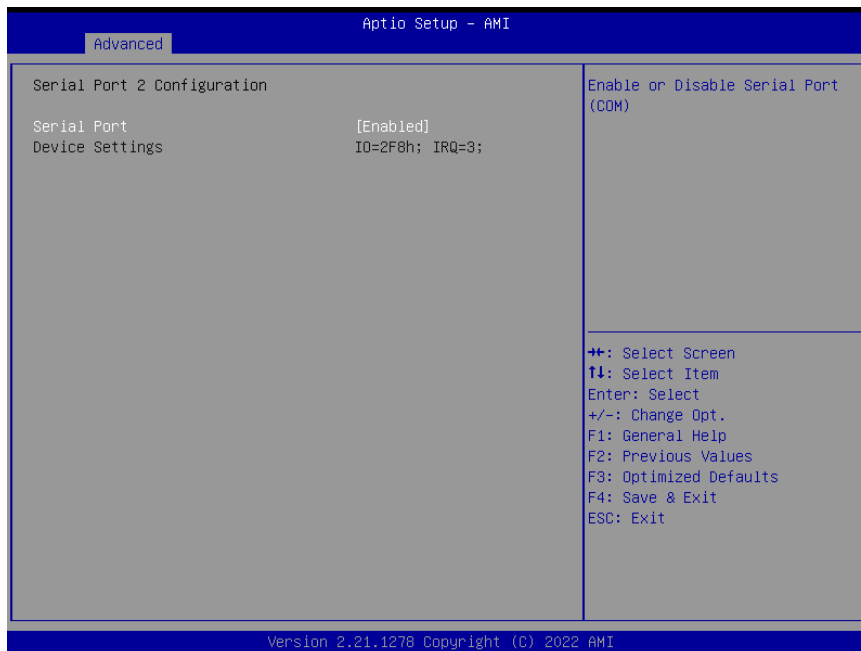 Aptio Setup – AMI
Advanced
Serial Port 2 Configuration
Serial Port [Enabled]
Device Settings IO=2F8h; IRQ=3;
Enable or Disable Serial Port
(COM)
→←: Select Screen
↑↓: Select Item
Enter: Select
+/-: Change Opt.
F1: General Help
F2: Previous Values
F3: Optimized Defaults
F4: Save & Exit
ESC: Exit
Version 2.21.1278 Copyright (C) 2022 AMI